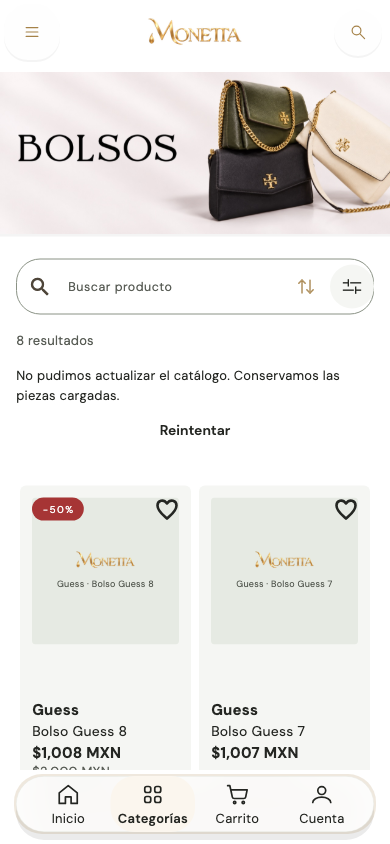 MONETTA
BOLSOS
Buscar producto
8 resultados
No pudimos actualizar el catálogo. Conservamos las
piezas cargadas.
Reintentar
-50%
MONETTA
Guess · Bolso Guess 8
MONETTA
Guess · Bolso Guess 7
Guess
Bolso Guess 8
$1,008 MXN
Guess
Bolso Guess 7
$1,007 MXN
Inicio
Categorías
Carrito
Cuenta